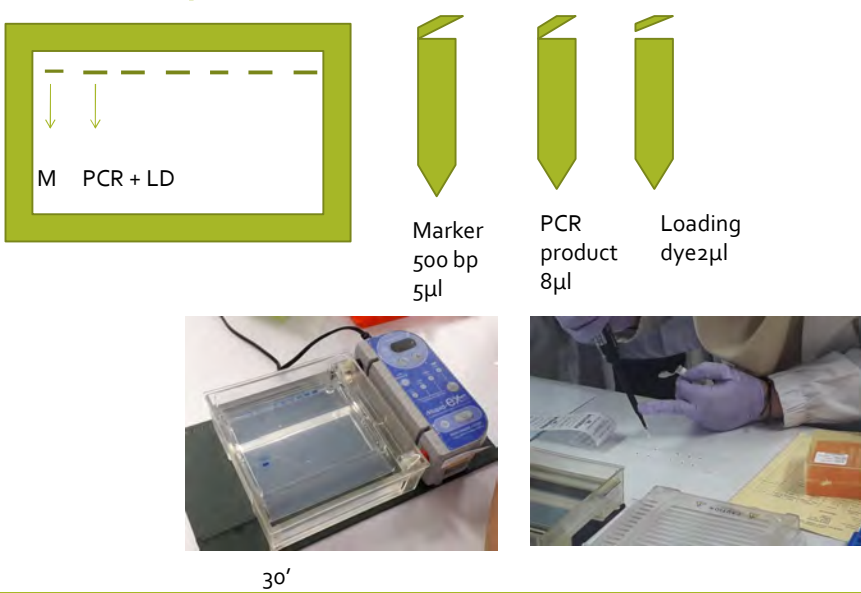 M PCR + LD
Marker
500 bp
5µl
PCR
product
8µl
Loading
dye2µl
30’